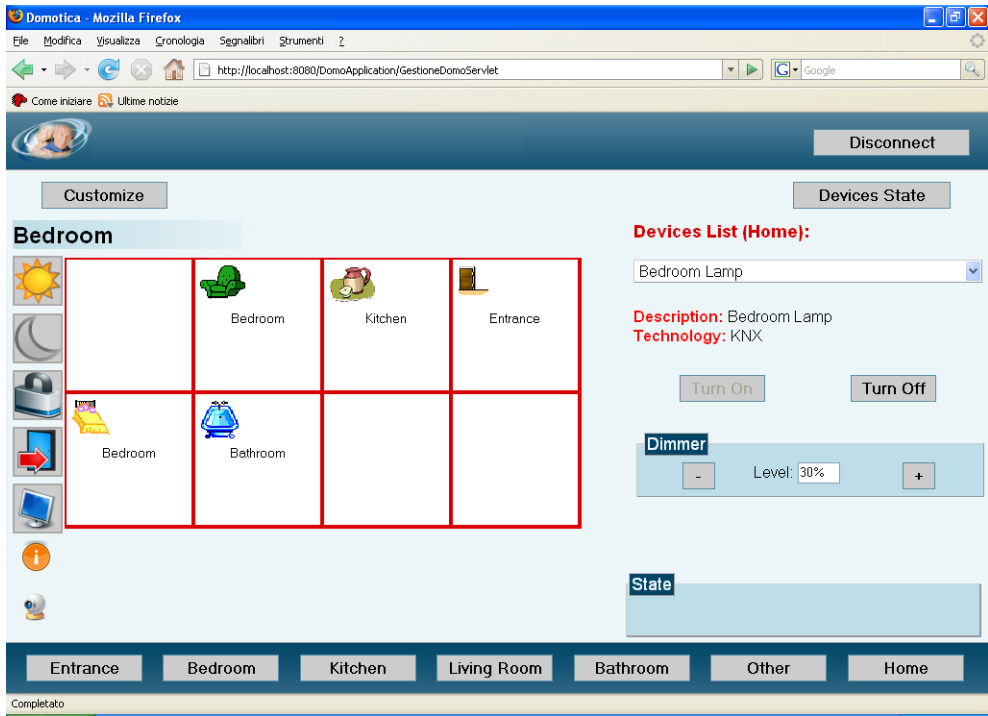 Domotica - Mozilla Firefox
File Modifica Visualizza Cronologia Segnalibri Strumenti ?
http://localhost:8080/DomoApplication/GestioneDomoServlet
G Google
Come iniziare Ultime notizie
Disconnect
Customize
Devices State
Bedroom
Devices List (Home):
Bedroom Lamp
Bedroom Kitchen Entrance
Description: Bedroom Lamp
Technology: KNX
Turn On Turn Off
Bedroom Bathroom
Dimmer
- Level: 30% +
State
Entrance Bedroom Kitchen Living Room Bathroom Other Home
Completato